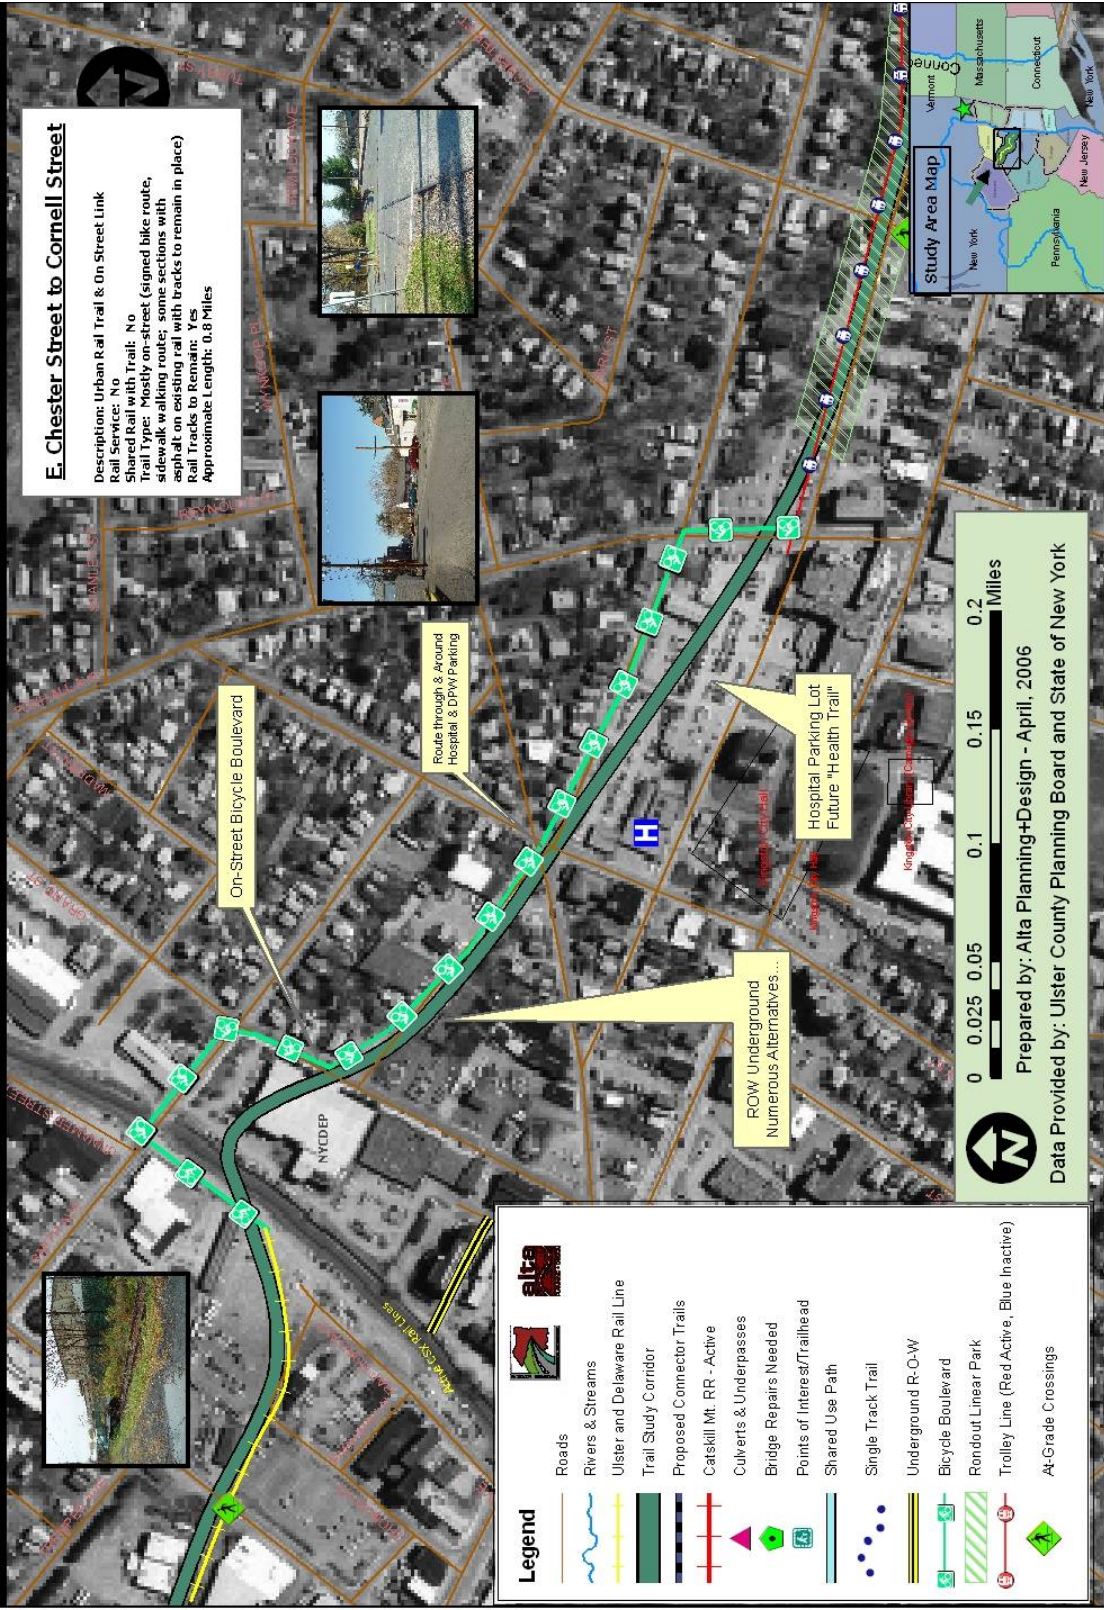 E. Chester Street to Cornell Street
Description: Urban Rail Trail & On Street Link
Rail Service: No
Shared Rail with Trail: No
Trail Type: Mostly on-street (signed bike route,
sidewalk walking route; some sections with
asphalt on existing rail with tracks to remain in place)
Rail Tracks to Remain: Yes
Approximate Length: 0.8 Miles
N
On-Street Bicycle Boulevard
Route through & Around
Hospital & DPW Parking
NYCDEP
Active CSX Rail Lines
ROW Underground
Numerous Alternatives...
Hospital Parking Lot
Future "Health Trail"
H
Kingston City Hall
Study Area Map
Vermont
Massachusetts
Connecticut
New York
New York
Pennsylvania
New Jersey
Legend
alta
Roads
Rivers & Streams
Ulster and Delaware Rail Line
Trail Study Corridor
Proposed Connector Trails
Catskill Mt. RR - Active
Culverts & Underpasses
Bridge Repairs Needed
Points of Interest/Trailhead
Shared Use Path
Single Track Trail
Underground R-O-W
Bicycle Boulevard
Rondout Linear Park
Trolley Line (Red Active, Blue Inactive)
At-Grade Crossings
N
0 0.025 0.05 0.1 0.15 0.2
Miles
Prepared by: Alta Planning+Design - April, 2006
Data Provided by: Ulster County Planning Board and State of New York